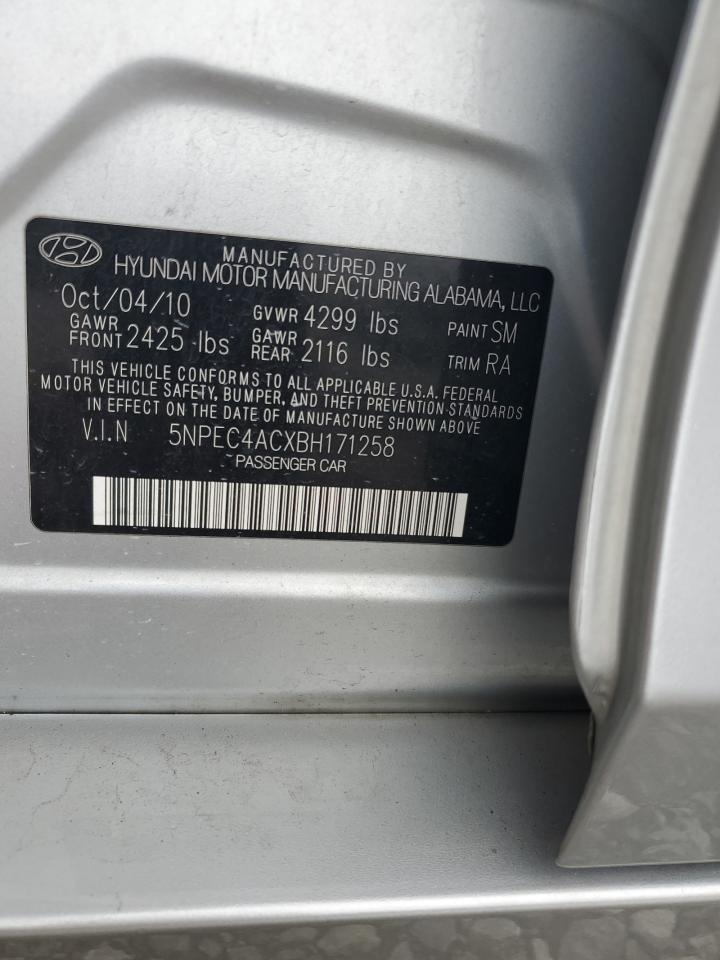 MANUFACTURED BY
HYUNDAI MOTOR MANUFACTURING ALABAMA, LLC
Oct/04/10 GVWR 4299 lbs PAINT SM
GAWR FRONT 2425 lbs GAWR REAR 2116 lbs TRIM RA
THIS VEHICLE CONFORMS TO ALL APPLICABLE U.S.A. FEDERAL
MOTOR VEHICLE SAFETY, BUMPER, AND THEFT PREVENTION STANDARDS
IN EFFECT ON THE DATE OF MANUFACTURE SHOWN ABOVE.
V.I.N 5NPEC4ACXBH171258
PASSENGER CAR